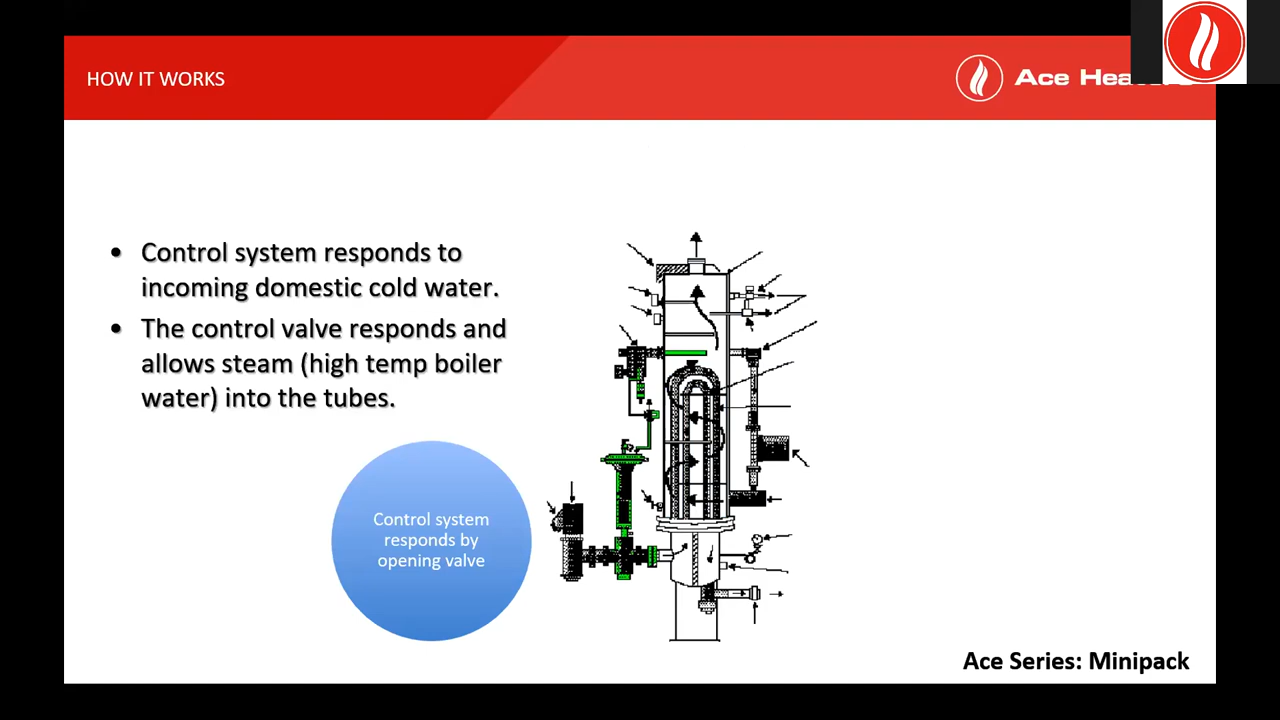 HOW IT WORKS
Ace Hea
• Control system responds to
incoming domestic cold water.
• The control valve responds and
allows steam (high temp boiler
water) into the tubes.
Control system
responds by
opening valve
Ace Series: Minipack